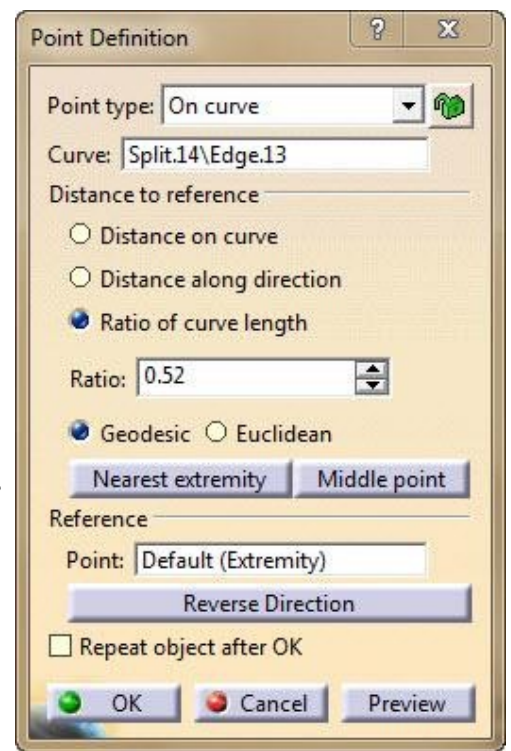 Point Definition ? X
Point type: On curve
Curve: Split.14\Edge.13
Distance to reference
Distance on curve
Distance along direction
Ratio of curve length
Ratio: 0.52
Geodesic Euclidean
Nearest extremity Middle point
Reference
Point: Default (Extremity)
Reverse Direction
Repeat object after OK
OK Cancel Preview